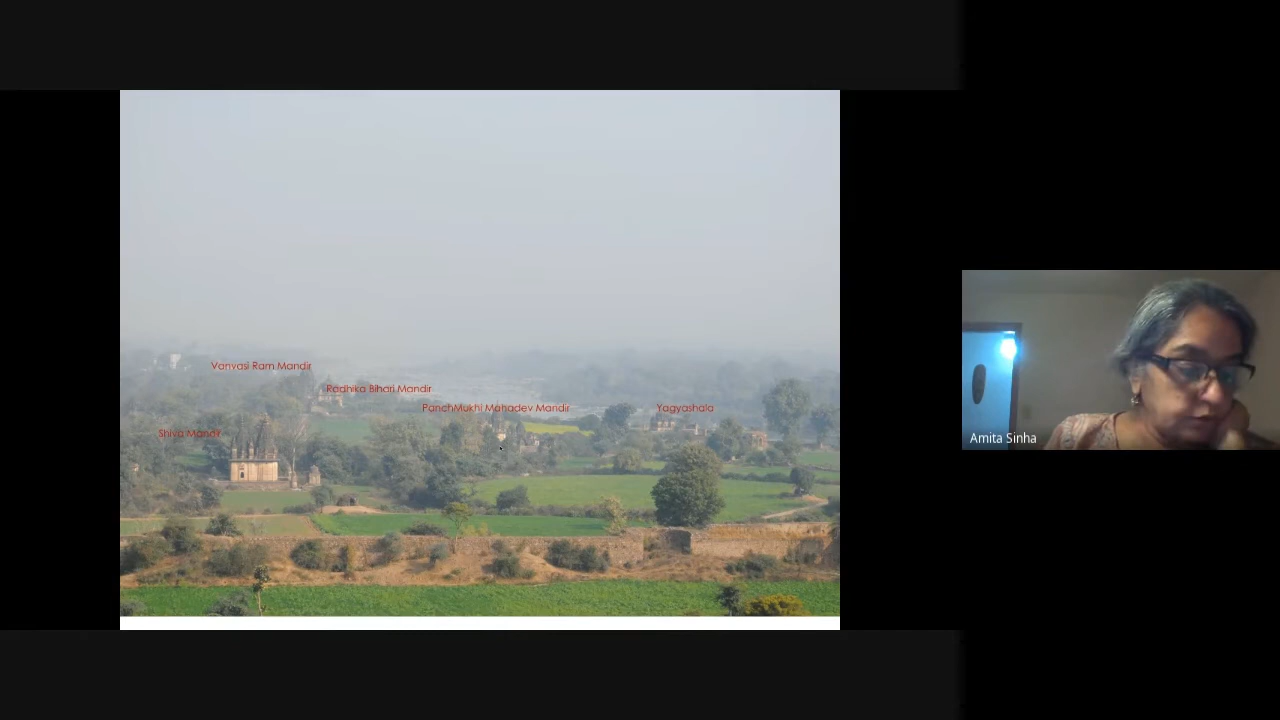 Vanvasi Ram Mandir
Radhika Bihari Mandir
PanchMukhi Mahadev Mandir
Yagyashala
Shiva Mandir
Amita Sinha